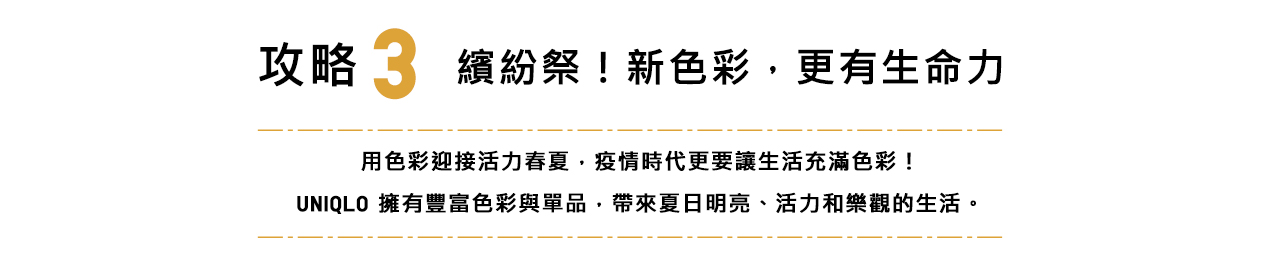 攻略3 繽紛祭！新色彩，更有生命力
用色彩迎接活力春夏，疫情時代更要讓生活充滿色彩！
UNIQLO 擁有豐富色彩與單品，帶來夏日明亮、活力和樂觀的生活。